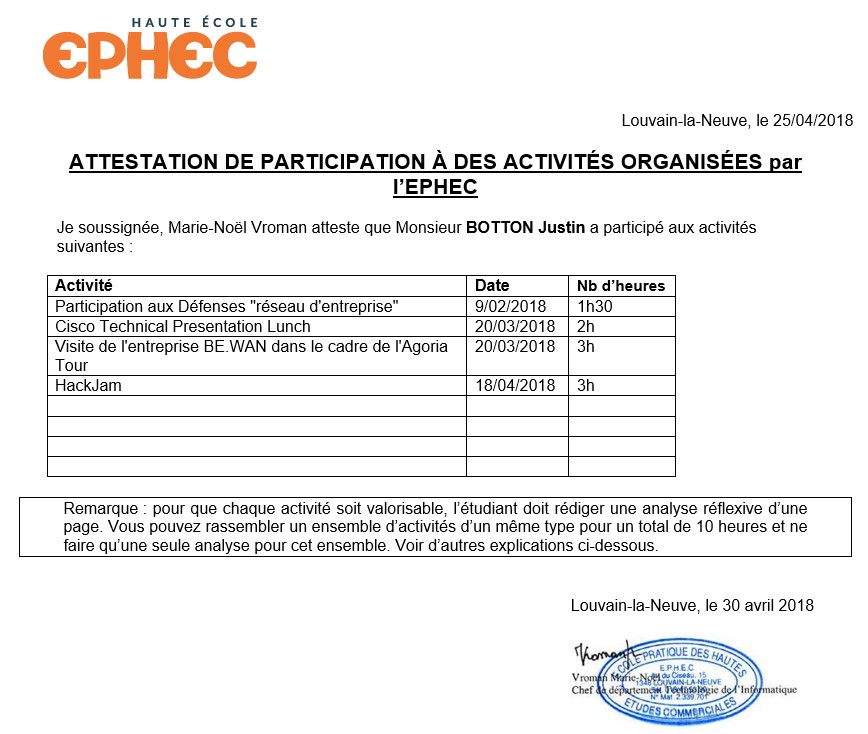 HAUTE ÉCOLE
EPHEC
Louvain-la-Neuve, le 25/04/2018
ATTESTATION DE PARTICIPATION À DES ACTIVITÉS ORGANISÉES par
l’EPHEC
Je soussignée, Marie-Noël Vroman atteste que Monsieur BOTTON Justin a participé aux activités
suivantes :
Activité Date Nb d’heures
Participation aux Défenses "réseau d'entreprise" 9/02/2018 1h30
Cisco Technical Presentation Lunch 20/03/2018 2h
Visite de l'entreprise BE.WAN dans le cadre de l'Agoria 20/03/2018 3h
Tour
HackJam 18/04/2018 3h
Remarque : pour que chaque activité soit valorisable, l’étudiant doit rédiger une analyse réflexive d’une
page. Vous pouvez rassembler un ensemble d’activités d’un même type pour un total de 10 heures et ne
faire qu’une seule analyse pour cet ensemble. Voir d’autres explications ci-dessous.
Louvain-la-Neuve, le 30 avril 2018
Vroman
ECOLE PRATIQUE DES HAUTES
E.P.H.E.C
du Ciseau, 15
Vroman Marie-Noël
1348 LOUVAIN-LA-NEUVE
Chef de département Technologie de l’Informatique
N° Mat. 2.339.701
ETUDES COMMERCIALES